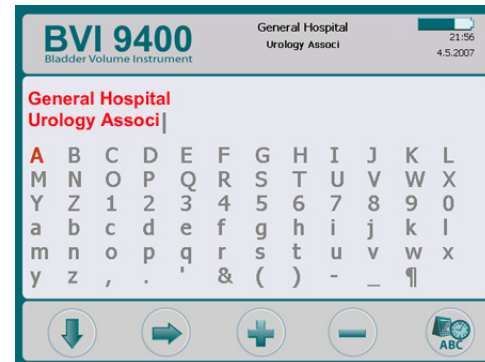 BVI 9400
Bladder Volume Instrument
General Hospital
Urology Associ
21:56
4.5.2007
General Hospital
Urology Associ
A B C D E F G H I J K L
M N O P Q R S T U V W X
Y Z 1 2 3 4 5 6 7 8 9 0
a b c d e f g h i j k l
m n o p q r s t u v w x
y z , . ' & ( ) - _ ¶
ABC